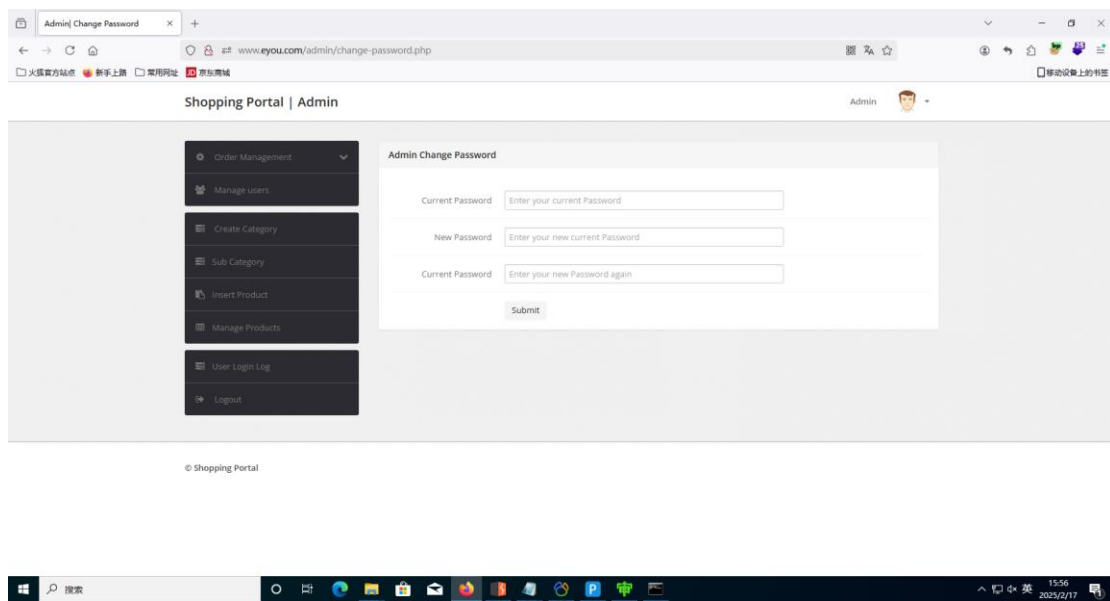 Admin| Change Password
www.eyou.com/admin/change-password.php
火狐官方站点 新手上路 常用网址 JD 京东商城 移动设备上的书签
Shopping Portal | Admin
Admin
Order Management
Manage users
Create Category
Sub Category
Insert Product
Manage Products
User Login Log
Logout
Admin Change Password
Current Password Enter your current Password
New Password Enter your new current Password
Current Password Enter your new Password again
Submit
© Shopping Portal
搜索
英
15:56
2025/2/17